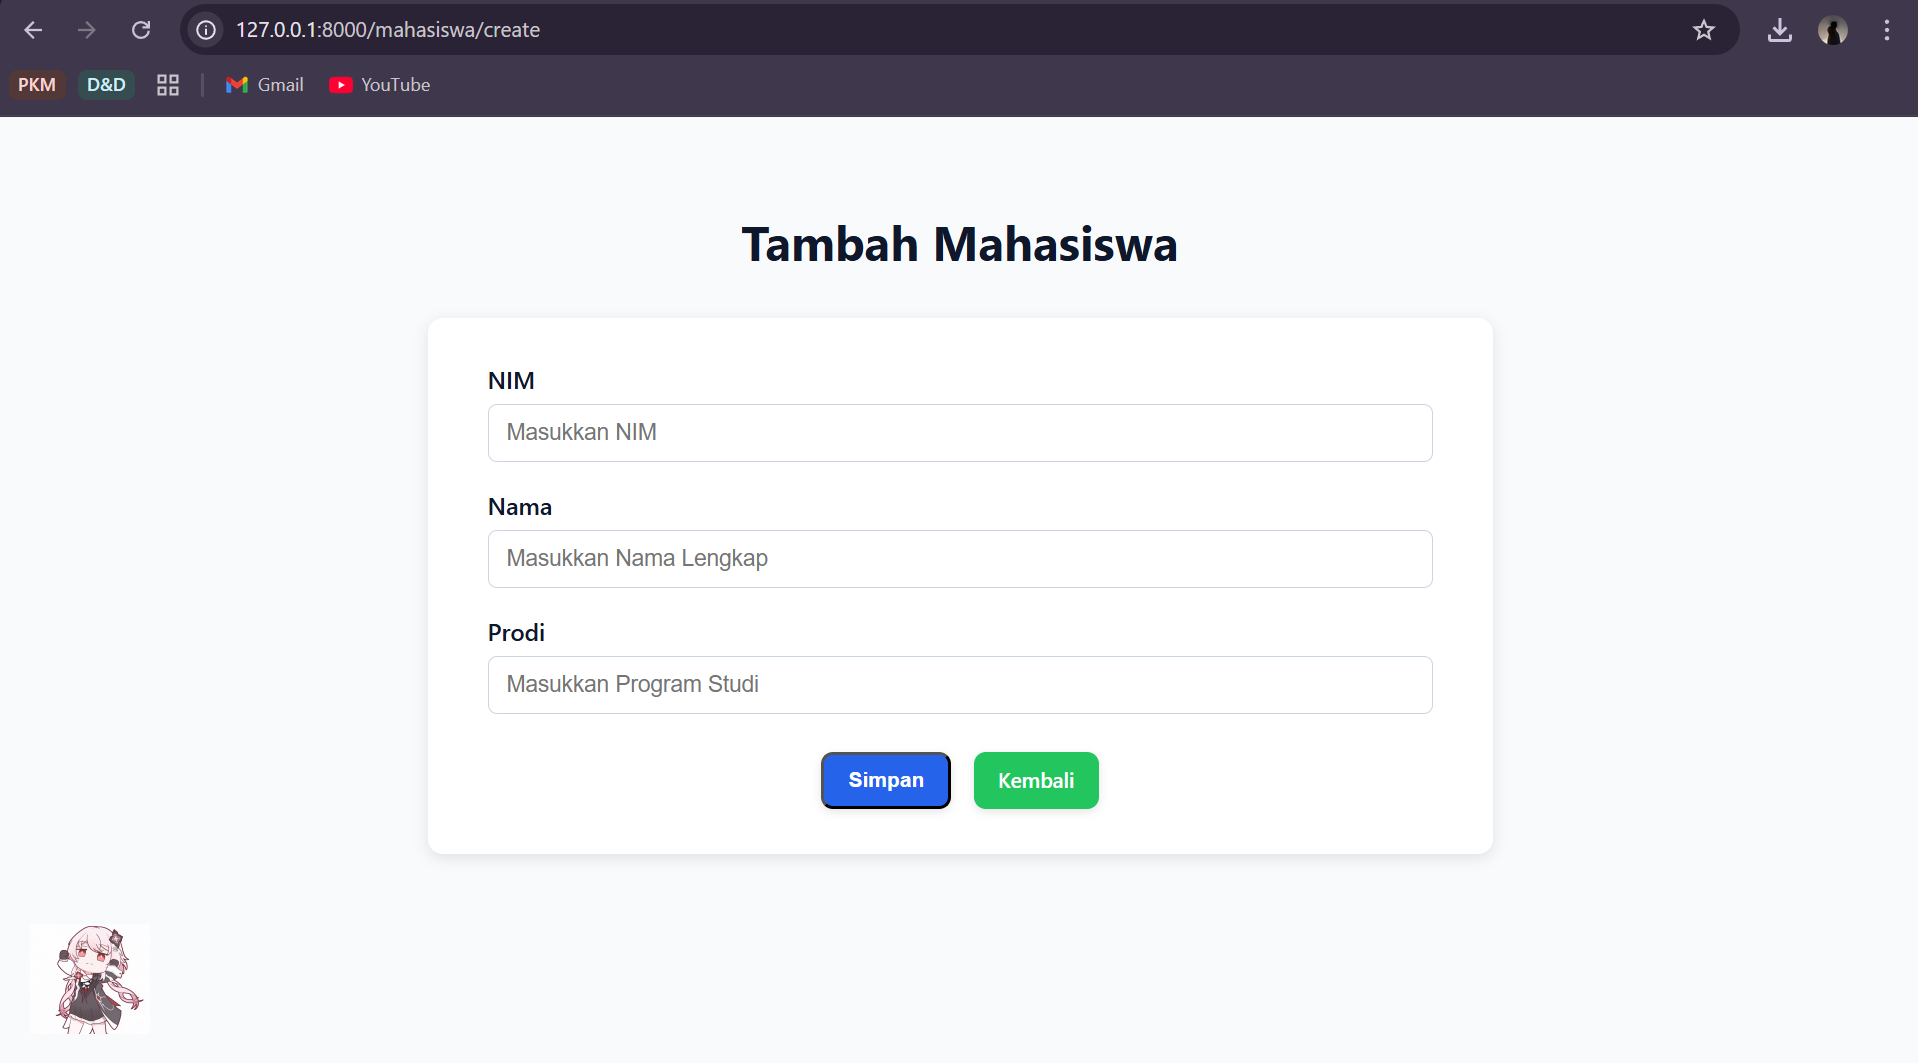 127.0.0.1:8000/mahasiswa/create
PKM D&D Gmail YouTube
Tambah Mahasiswa
NIM
Masukkan NIM
Nama
Masukkan Nama Lengkap
Prodi
Masukkan Program Studi
Simpan Kembali